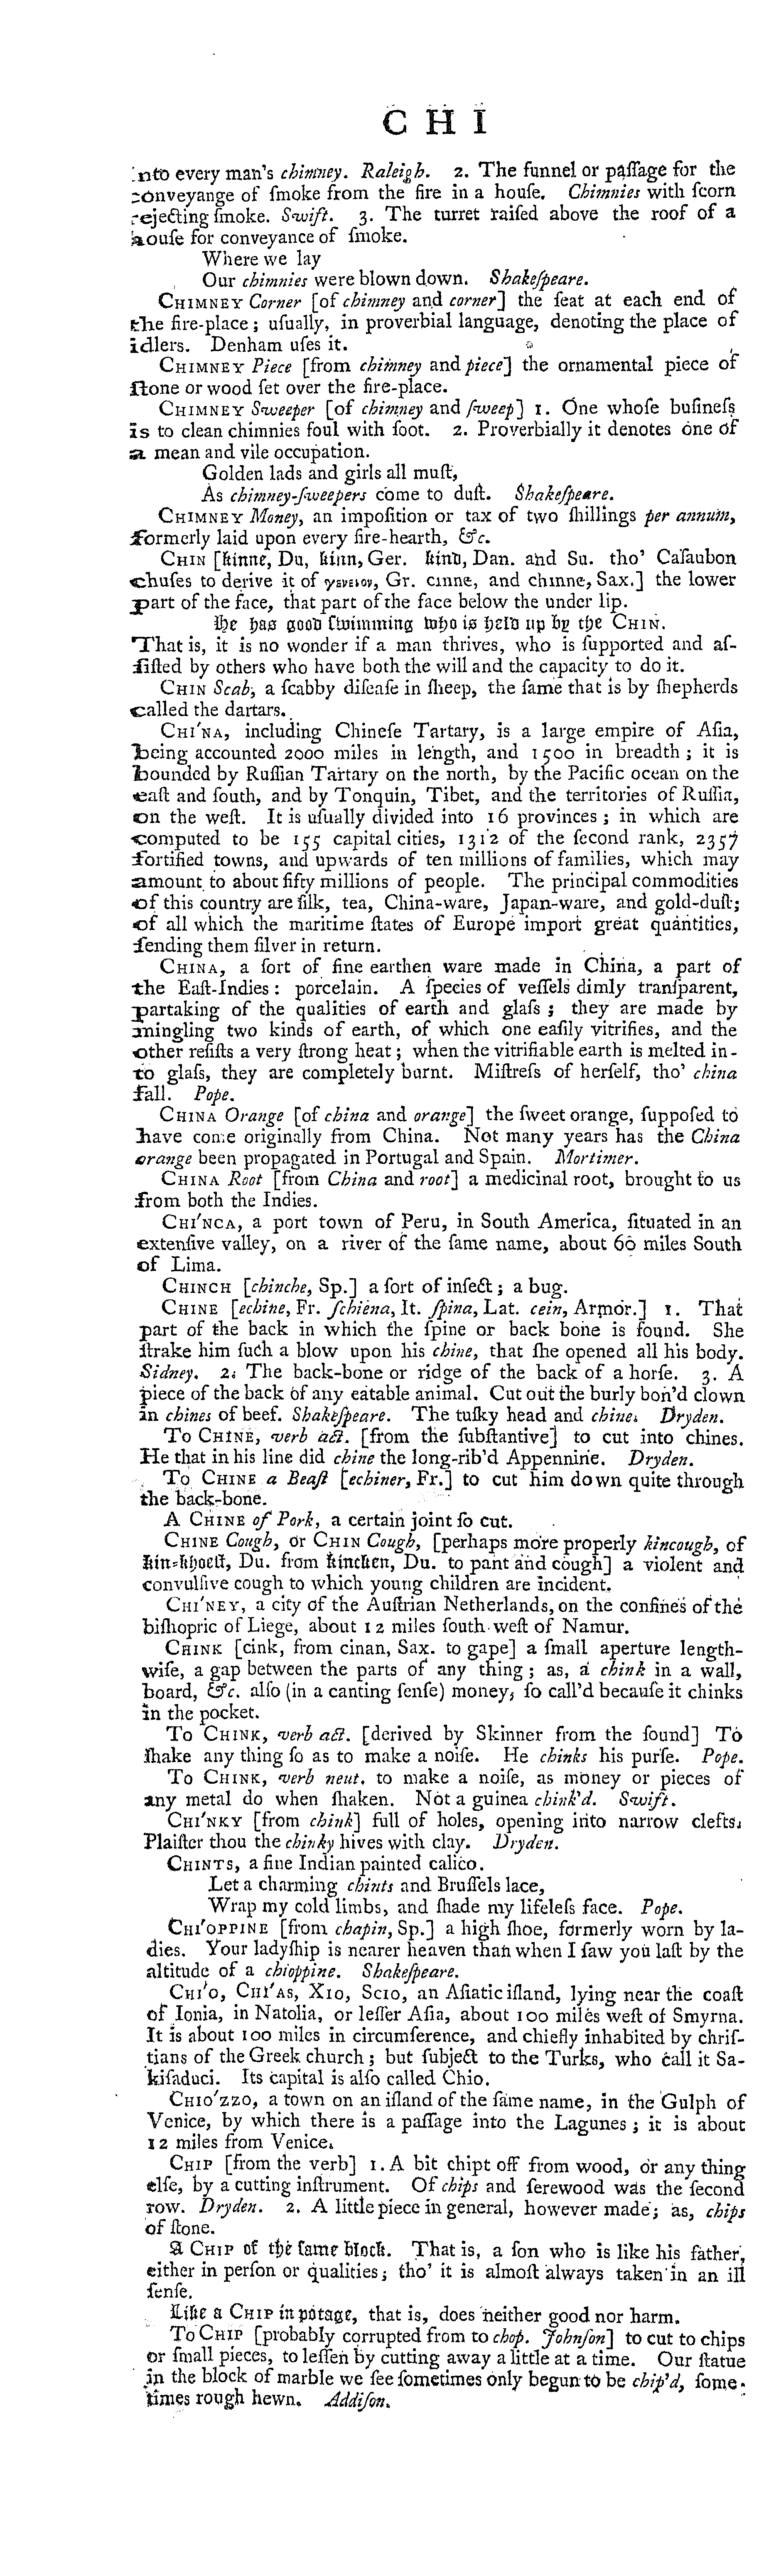 CHI
into every man's chimney. Raleigh. 2. The funnel or paſſage for the
conveyange of ſmoke from the fire in a houſe. Chimnies with ſcorn
rejecting ſmoke. Swift. 3. The turret raiſed above the roof of a
houſe for conveyance of ſmoke.
Where we lay
Our chimnies were blown down. Shakeſpeare.
CHIMNEY Corner [of chimney and corner] the ſeat at each end of
the fire-place; uſually, in proverbial language, denoting the place of
idlers. Denham uſes it.
CHIMNEY Piece [from chimney and piece] the ornamental piece of
ſtone or wood ſet over the fire-place.
CHIMNEY Sweeper [of chimney and ſweep] 1. One whoſe buſineſs
is to clean chimnies foul with ſoot. 2. Proverbially it denotes one of
a mean and vile occupation.
Golden lads and girls all muſt,
As chimney-ſweepers come to duſt. Shakeſpeare.
CHIMNEY Money, an impoſition or tax of two ſhillings per annum,
formerly laid upon every fire-hearth, &c.
CHIN [kinne, Du, kinn, Ger. kind, Dan. and Su. tho' Caſaubon
chuſes to derive it of γενειον, Gr. cinne, and chinne, Sax.] the lower
part of the face, that part of the face below the under lip.
He has good ſwimming who is held up by the CHIN.
That is, it is no wonder if a man thrives, who is ſupported and aſ-
ſiſted by others who have both the will and the capacity to do it.
CHIN Scab, a ſcabby diſeaſe in ſheep, the ſame that is by ſhepherds
called the dartars.
CHI'NA, including Chineſe Tartary, is a large empire of Aſia,
being accounted 2000 miles in length, and 1500 in breadth; it is
bounded by Ruſſian Tartary on the north, by the Pacific ocean on the
eaſt and ſouth, and by Tonquin, Tibet, and the territories of Ruſſia,
on the weſt. It is uſually divided into 16 provinces; in which are
computed to be 155 capital cities, 1312 of the ſecond rank, 2357
fortified towns, and upwards of ten millions of families, which may
amount to about fifty millions of people. The principal commodities
of this country are ſilk, tea, China-ware, Japan-ware, and gold-duſt;
of all which the maritime ſtates of Europe import great quantities,
ſending them ſilver in return.
CHINA, a ſort of fine earthen ware made in China, a part of
the Eaſt-Indies: porcelain. A ſpecies of veſſels dimly tranſparent,
partaking of the qualities of earth and glaſs; they are made by
mingling two kinds of earth, of which one eaſily vitrifies, and the
other reſiſts a very ſtrong heat; when the vitrifiable earth is melted in-
to glaſs, they are completely burnt. Miſtreſs of herſelf, tho' china
fall. Pope.
CHINA Orange [of china and orange] the ſweet orange, ſuppoſed to
have come originally from China. Not many years has the China
orange been propagated in Portugal and Spain. Mortimer.
CHINA Root [from China and root] a medicinal root, brought to us
from both the Indies.
CHI'NCA, a port town of Peru, in South America, ſituated in an
extenſive valley, on a river of the ſame name, about 60 miles South
of Lima.
CHINCH [chinche, Sp.] a ſort of inſect; a bug.
CHINE [echine, Fr. ſchiena, It. ſpina, Lat. cein, Armor.] 1. That
part of the back in which the ſpine or back bone is found. She
ſtrake him ſuch a blow upon his chine, that ſhe opened all his body.
Sidney. 2. The back-bone or ridge of the back of a horſe. 3. A
piece of the back of any eatable animal. Cut out the burly bon'd clown
in chines of beef. Shakeſpeare. The tuſky head and chine. Dryden.
To CHINE, verb act. [from the ſubſtantive] to cut into chines.
He that in his line did chine the long-rib'd Appennine. Dryden.
To CHINE a Beaſt [echiner, Fr.] to cut him down quite through
the back-bone.
A CHINE of Pork, a certain joint ſo cut.
CHINE Cough, or CHIN Cough, [perhaps more properly kincough, of
kin-khoeſt, Du. from kincken, Du. to pant and cough] a violent and
convulſive cough to which young children are incident.
CHI'NEY, a city of the Auſtrian Netherlands, on the confines of the
biſhopric of Liege, about 12 miles ſouth-weſt of Namur.
CHINK [cink, from cinan, Sax. to gape] a ſmall aperture length-
wiſe, a gap between the parts of any thing; as, a chink in a wall,
board, &c. alſo (in a canting ſenſe) money, ſo call'd becauſe it chinks
in the pocket.
To CHINK, verb act. [derived by Skinner from the ſound] To
ſhake any thing ſo as to make a noiſe. He chinks his purſe. Pope.
To CHINK, verb neut. to make a noiſe, as money or pieces of
any metal do when ſhaken. Not a guinea chink'd. Swift.
CHI'NKY [from chink] full of holes, opening into narrow clefts.
Plaiſter thou the chinky hives with clay. Dryden.
CHINTS, a fine Indian painted calico.
Let a charming chints and Bruſſels lace,
Wrap my cold limbs, and ſhade my lifeleſs face. Pope.
CHI'OPPINE [from chapin, Sp.] a high ſhoe, formerly worn by la-
dies. Your ladyſhip is nearer heaven than when I ſaw you laſt by the
altitude of a chioppine. Shakeſpeare.
CHI'O, CHI'AS, XIO, SCIO, an Aſiatic iſland, lying near the coaſt
of Ionia, in Natolia, or leſſer Aſia, about 100 miles weſt of Smyrna.
It is about 100 miles in circumference, and chiefly inhabited by chriſ-
tians of the Greek church; but ſubject to the Turks, who call it Sa-
kiſaduci. Its capital is alſo called Chio.
CHIO'ZZO, a town on an iſland of the ſame name, in the Gulph of
Venice, by which there is a paſſage into the Lagunes; it is about
12 miles from Venice.
CHIP [from the verb] 1. A bit chipt off from wood, or any thing
elſe, by a cutting inſtrument. Of chips and ſerewood was the ſecond
row. Dryden. 2. A little piece in general, however made; as, chips
of ſtone.
A CHIP of the ſame block. That is, a ſon who is like his father,
either in perſon or qualities; tho' it is almoſt always taken in an ill
ſenſe.
Like a CHIP in potage, that is, does neither good nor harm.
To CHIP [probably corrupted from to chop. Johnſon] to cut to chips
or ſmall pieces, to leſſen by cutting away a little at a time. Our ſtatue
in the block of marble we ſee ſometimes only begun to be chip'd, ſome-
times rough hewn. Addiſon.